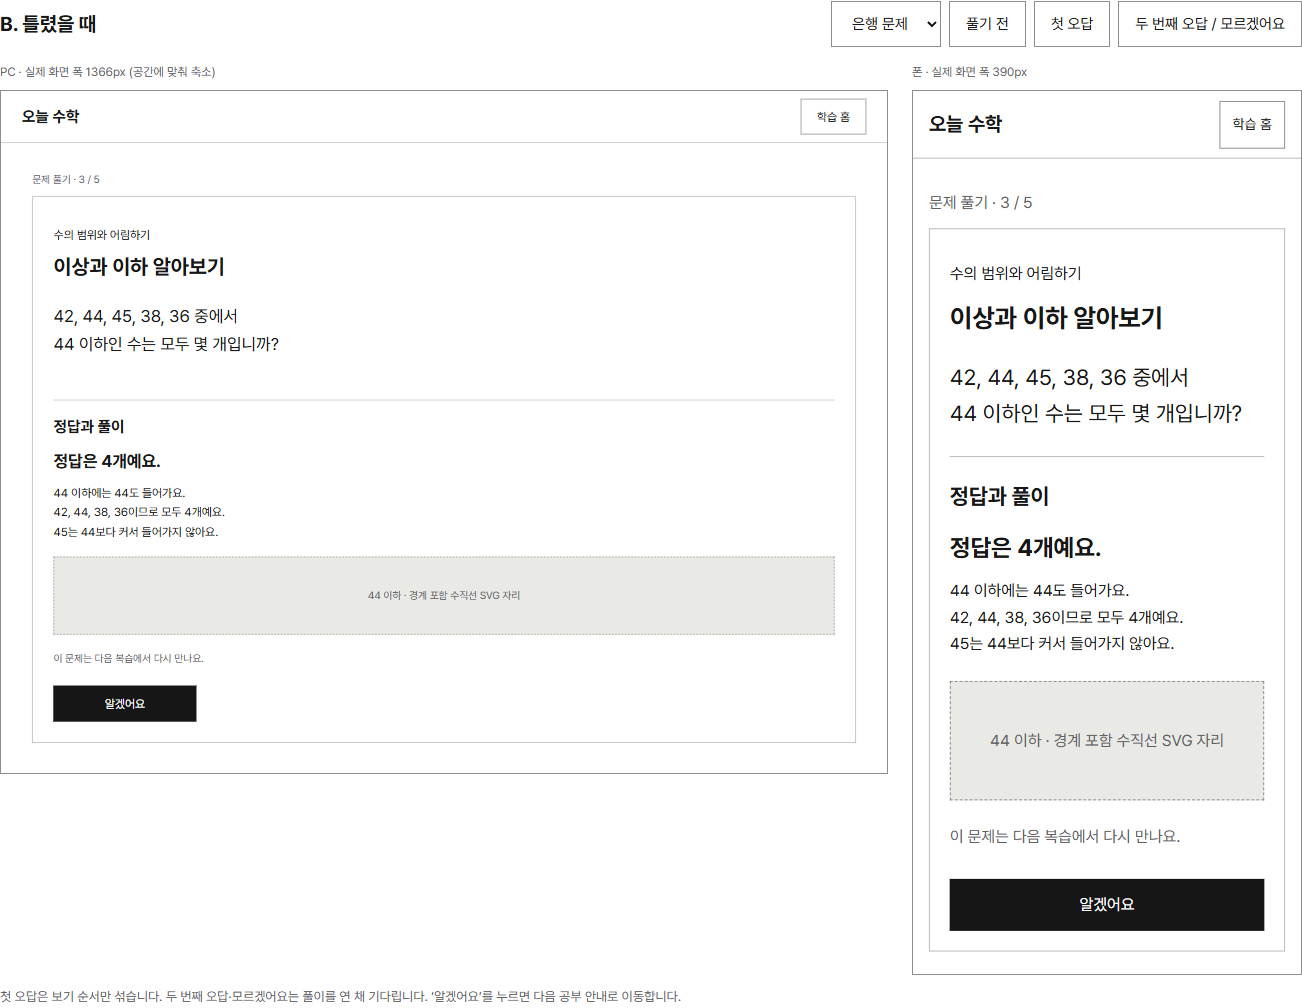 B. 틀렸을 때
은행 문제
풀기 전
첫 오답
두 번째 오답 / 모르겠어요
PC · 실제 화면 폭 1366px (공간에 맞춰 축소)
오늘 수학
학습 홈
문제 풀기 · 3 / 5
수의 범위와 어림하기
이상과 이하 알아보기
42, 44, 45, 38, 36 중에서
44 이하인 수는 모두 몇 개입니까?
정답과 풀이
정답은 4개예요.
44 이하에는 44도 들어가요.
42, 44, 38, 36이므로 모두 4개예요.
45는 44보다 커서 들어가지 않아요.
44 이하 · 경계 포함 수직선 SVG 자리
이 문제는 다음 복습에서 다시 만나요.
알겠어요
폰 · 실제 화면 폭 390px
오늘 수학
학습 홈
문제 풀기 · 3 / 5
수의 범위와 어림하기
이상과 이하 알아보기
42, 44, 45, 38, 36 중에서
44 이하인 수는 모두 몇 개입니까?
정답과 풀이
정답은 4개예요.
44 이하에는 44도 들어가요.
42, 44, 38, 36이므로 모두 4개예요.
45는 44보다 커서 들어가지 않아요.
44 이하 · 경계 포함 수직선 SVG 자리
이 문제는 다음 복습에서 다시 만나요.
알겠어요
첫 오답은 보기 순서만 섞습니다. 두 번째 오답·모르겠어요는 풀이를 연 채 기다립니다. ‘알겠어요’를 누르면 다음 공부 안내로 이동합니다.